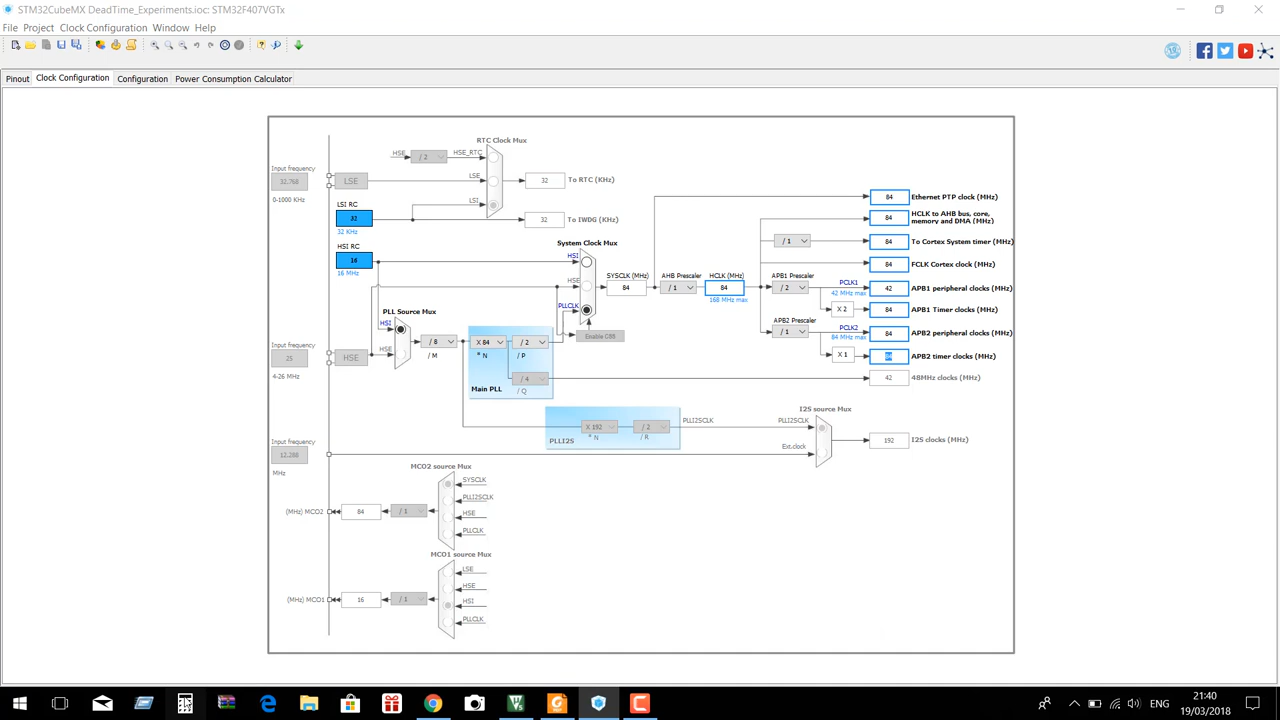 STM32CubeMX DeadTime_Experiments.ioc: STM32F407VGTx
File Project Clock Configuration Window Help
Pinout Clock Configuration Configuration Power Consumption Calculator
RTC Clock Mux
HSE / 2 HSE_RTC
Input frequency
32.768 LSE LSE 32 To RTC (KHz)
0-1000 KHz
LSI RC LSI
32 32 To IWDG (KHz)
32 KHz
HSI RC
16
16 MHz
System Clock Mux
HSI
HSE
PLLCLK
Enable CSS
SYSCLK (MHz) AHB Prescaler HCLK (MHz)
84 / 1 84
168 MHz max
84 Ethernet PTP clock (MHz)
84 HCLK to AHB bus, core,
memory and DMA (MHz)
/ 1 84 To Cortex System timer (MHz)
84 FCLK Cortex clock (MHz)
APB1 Prescaler
/ 2 PCLK1 42 APB1 peripheral clocks (MHz)
42 MHz max
X 2 84 APB1 Timer clocks (MHz)
APB2 Prescaler
/ 1 PCLK2 84 APB2 peripheral clocks (MHz)
84 MHz max
X 1 84 APB2 timer clocks (MHz)
PLL Source Mux
HSI
HSE
Input frequency
25 HSE
4-26 MHz
/ 8 X 84 / 2
/ M * N / P
/ 4 42 48MHz clocks (MHz)
Main PLL / Q
PLLI2S X 192 / 2 PLLI2SCLK
* N / R
I2S source Mux
PLLI2SCLK
Ext.clock
192 I2S clocks (MHz)
Input frequency
12.288
MHz
MCO2 source Mux
SYSCLK
PLLI2SCLK
HSE
PLLCLK
(MHz) MCO2 84 / 1
MCO1 source Mux
LSE
HSE
HSI
PLLCLK
(MHz) MCO1 16 / 1
ENG
21:40
19/03/2018